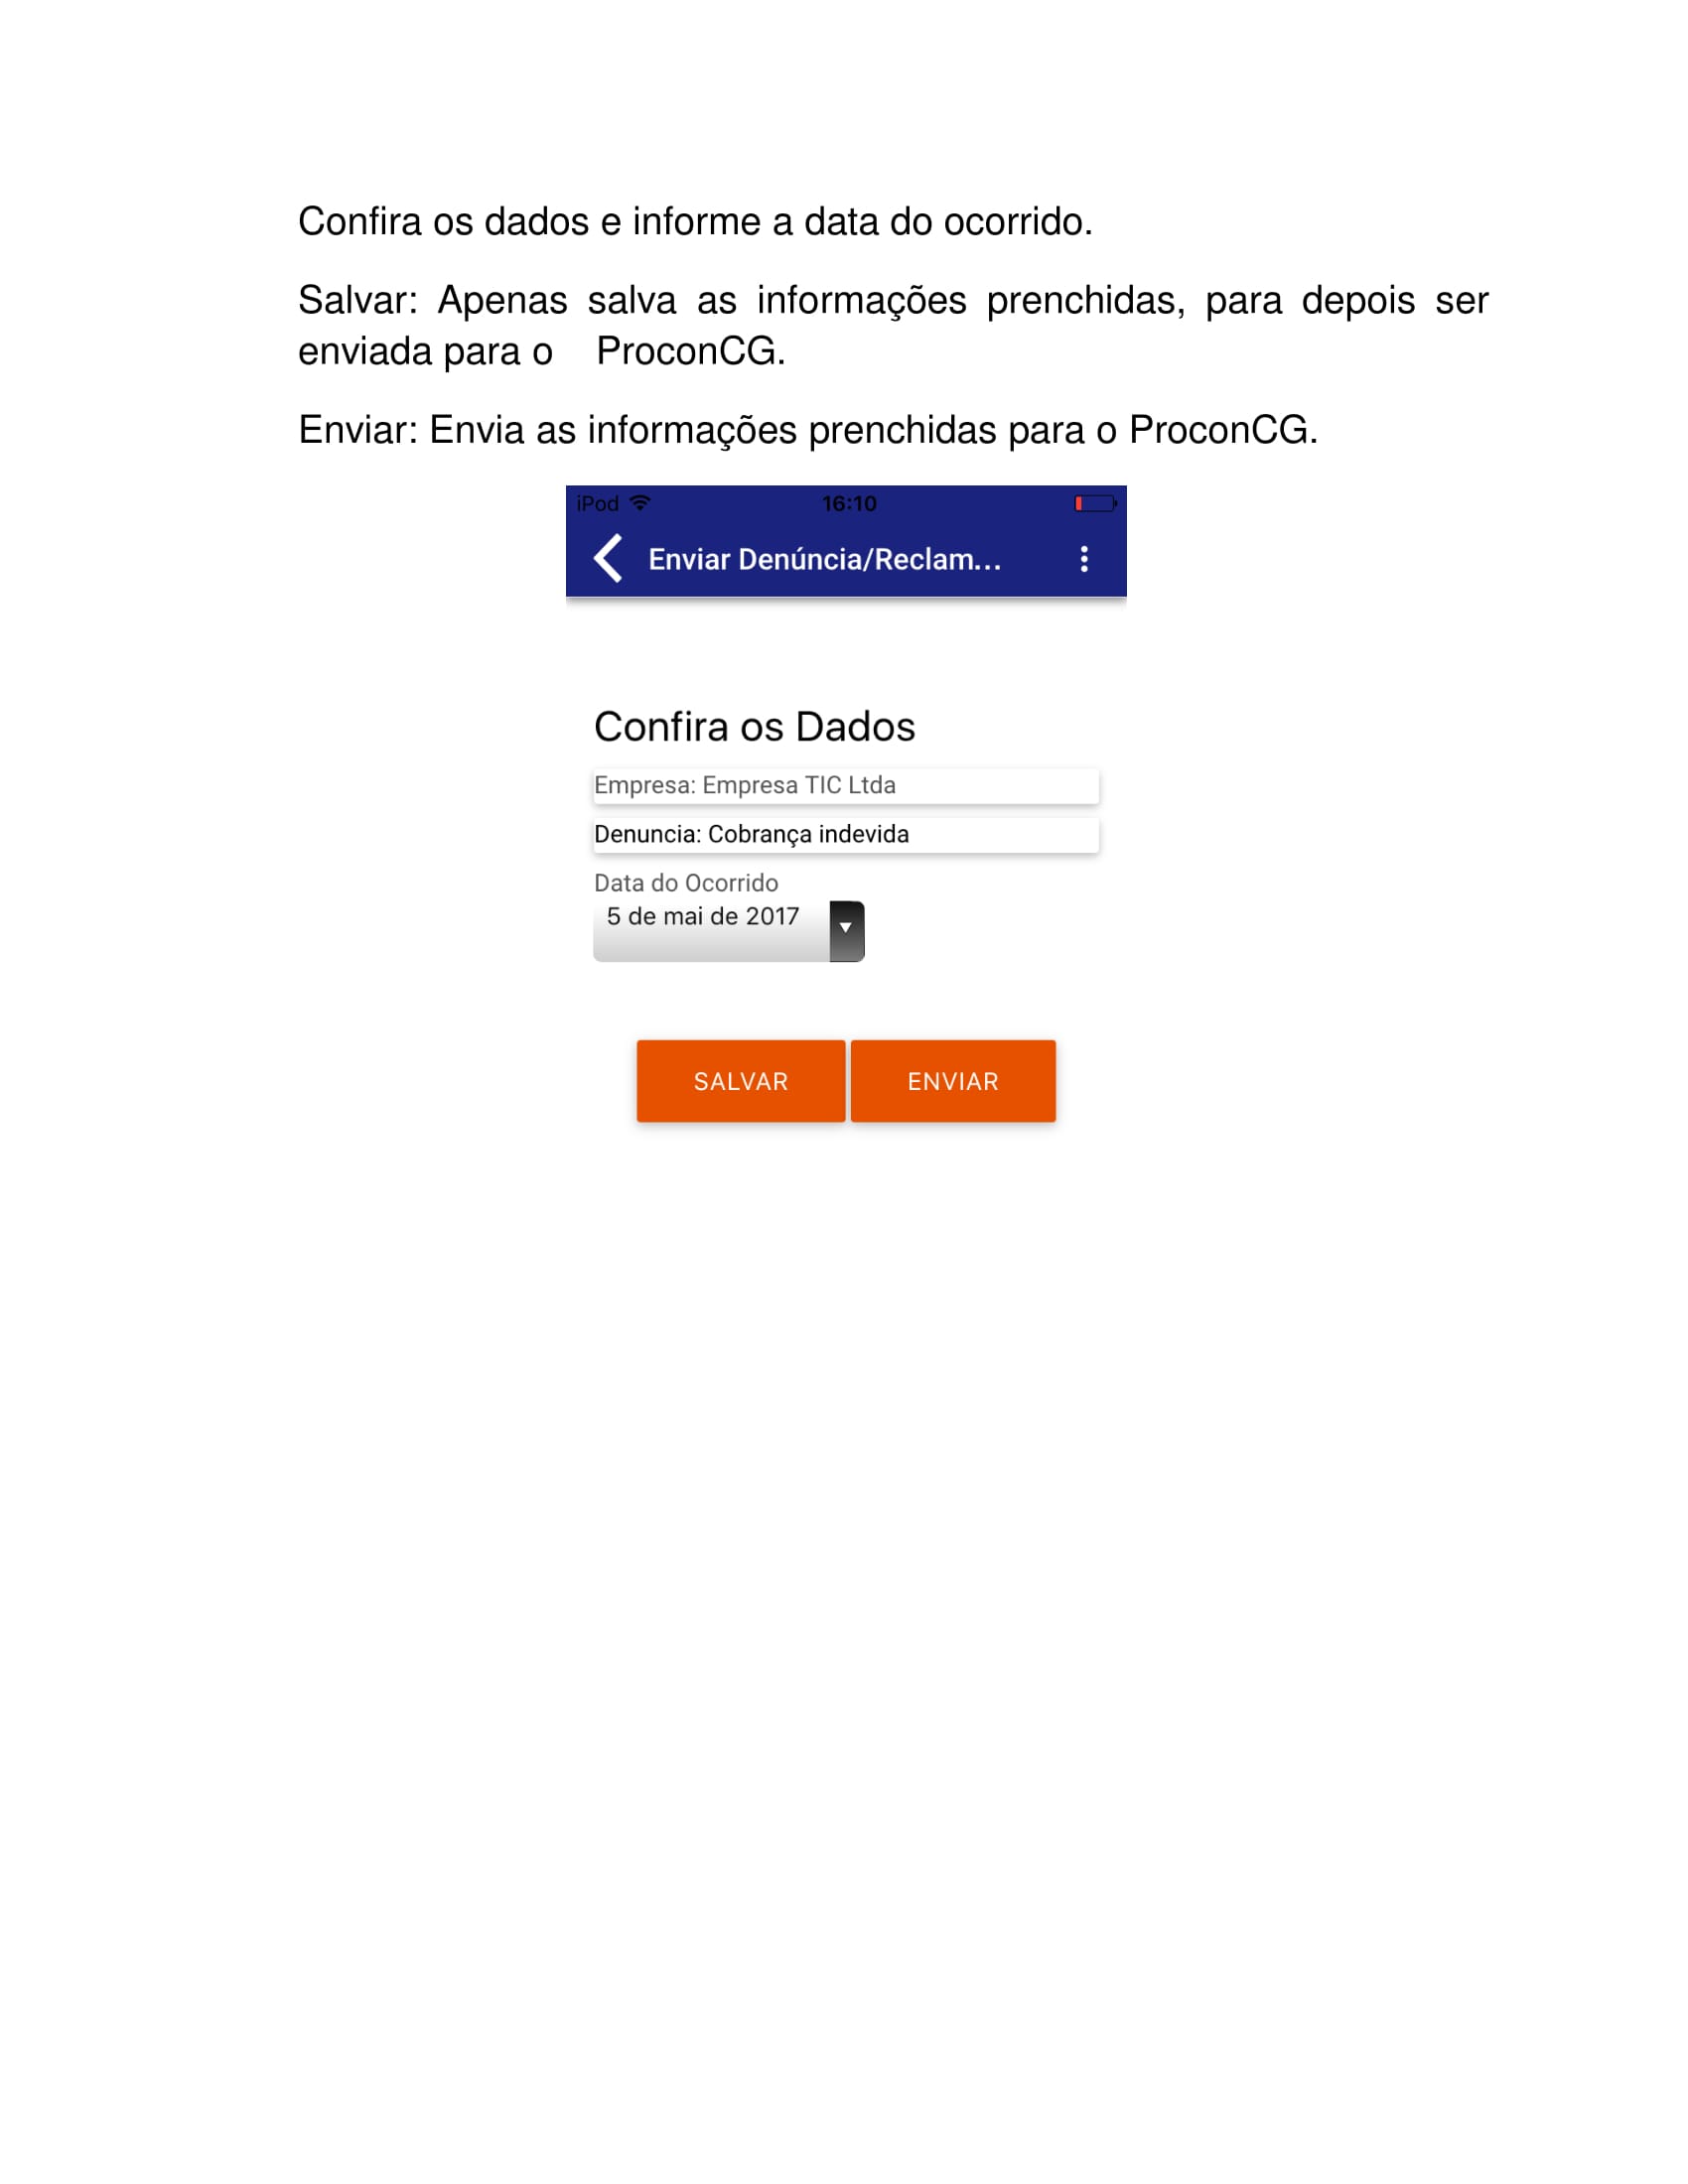 Confira os dados e informe a data do ocorrido.
Salvar: Apenas salva as informações prenchidas, para depois ser
enviada para o ProconCG.
Enviar: Envia as informações prenchidas para o ProconCG.
iPod 16:10
Enviar Denúncia/Reclam...
Confira os Dados
Empresa: Empresa TIC Ltda
Denuncia: Cobrança indevida
Data do Ocorrido
5 de mai de 2017
SALVAR ENVIAR